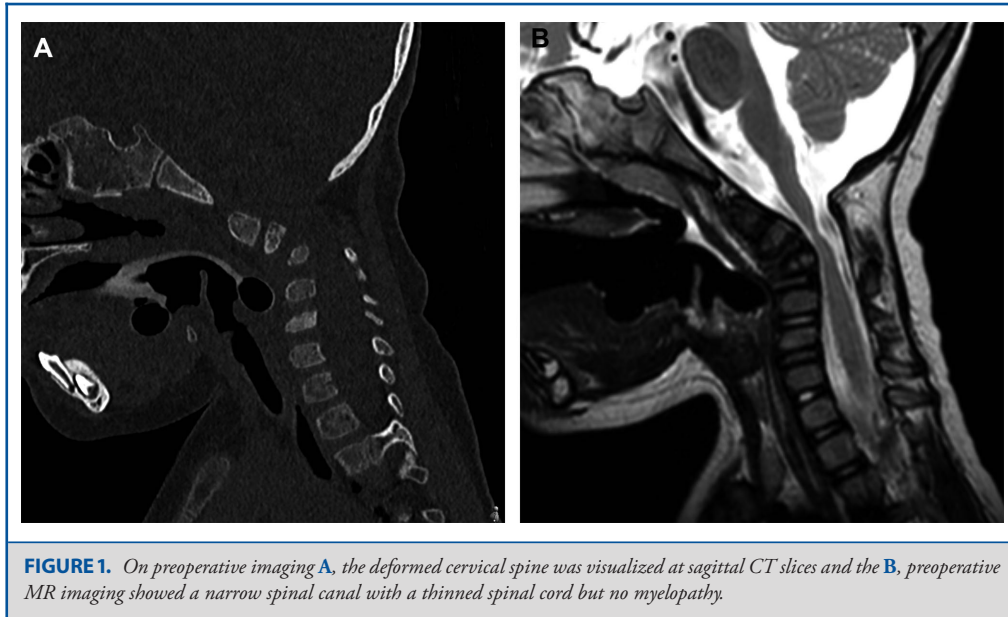 A
B
FIGURE 1. On preoperative imaging A, the deformed cervical spine was visualized at sagittal CT slices and the B, preoperative
MR imaging showed a narrow spinal canal with a thinned spinal cord but no myelopathy.